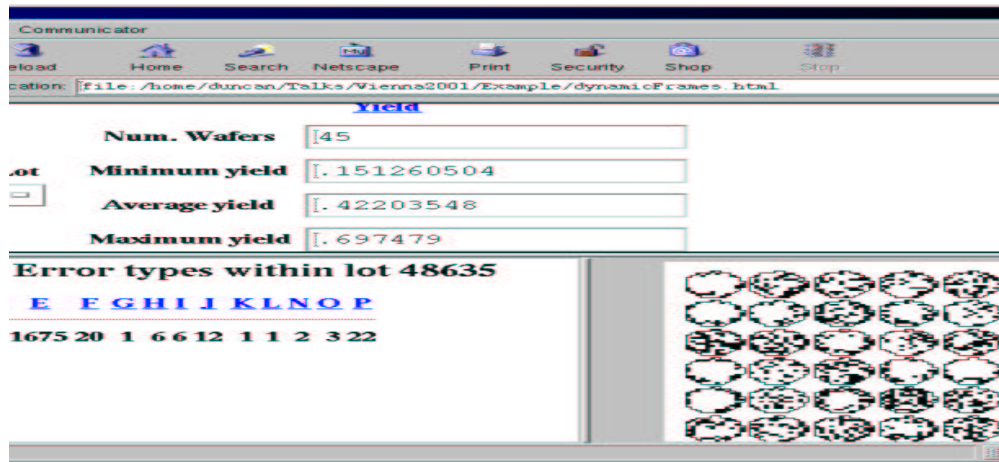 Communicator
eload Home Search Netscape Print Security Shop Stop
cation: file:/home/duncan/Talks/Vienna2001/Example/dynamicFrames.html
Yield
Num. Wafers 45
Lot Minimum yield .151260504
Average yield .42203548
Maximum yield .697479
Error types within lot 48635
E F G H I J K L N O P
1675 20 1 6 6 12 1 1 2 3 22